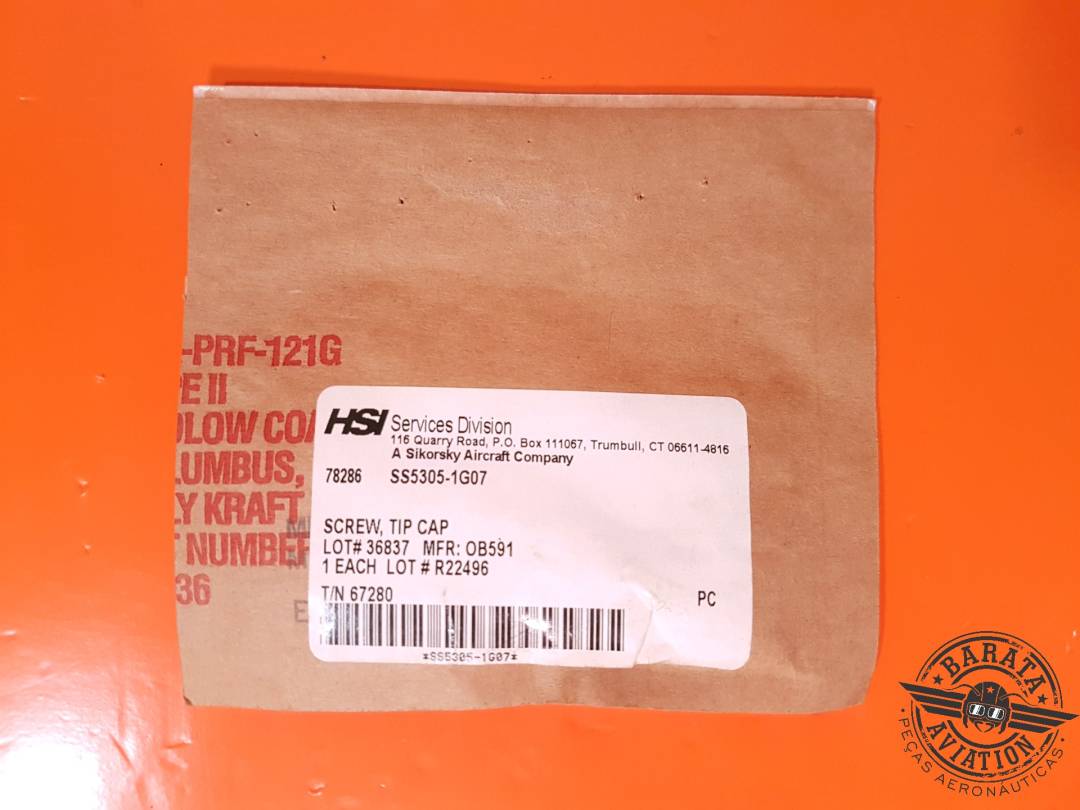 -PRF-121G
PE II
DLOW COA
LUMBUS,
LY KRAFT
T NUMBER
36
HSI Services Division
116 Quarry Road, P.O. Box 111067, Trumbull, CT 06611-4816
A Sikorsky Aircraft Company
78286 SS5305-1G07
SCREW, TIP CAP
LOT# 36837 MFR: OB591
1 EACH LOT # R22496
T/N 67280 PC
*SS5305-1G07*
BARATA
AVIATION
PEÇAS AERONÁUTICAS